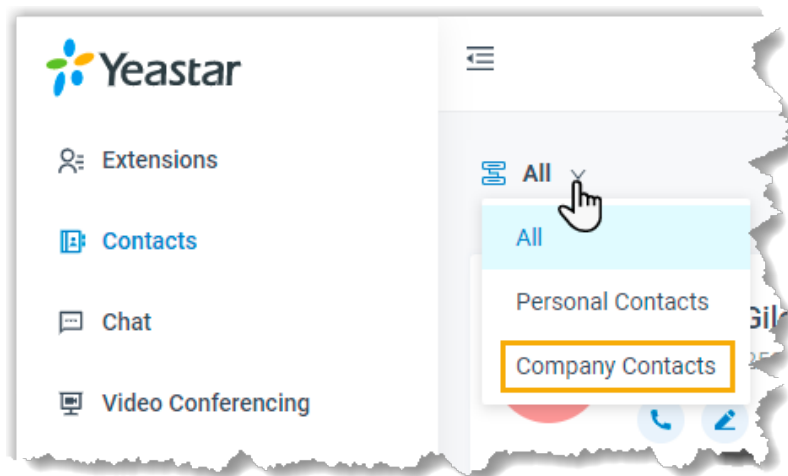 Yeastar
Extensions
All
Contacts
All
Personal Contacts
Chat
Company Contacts
Video Conferencing